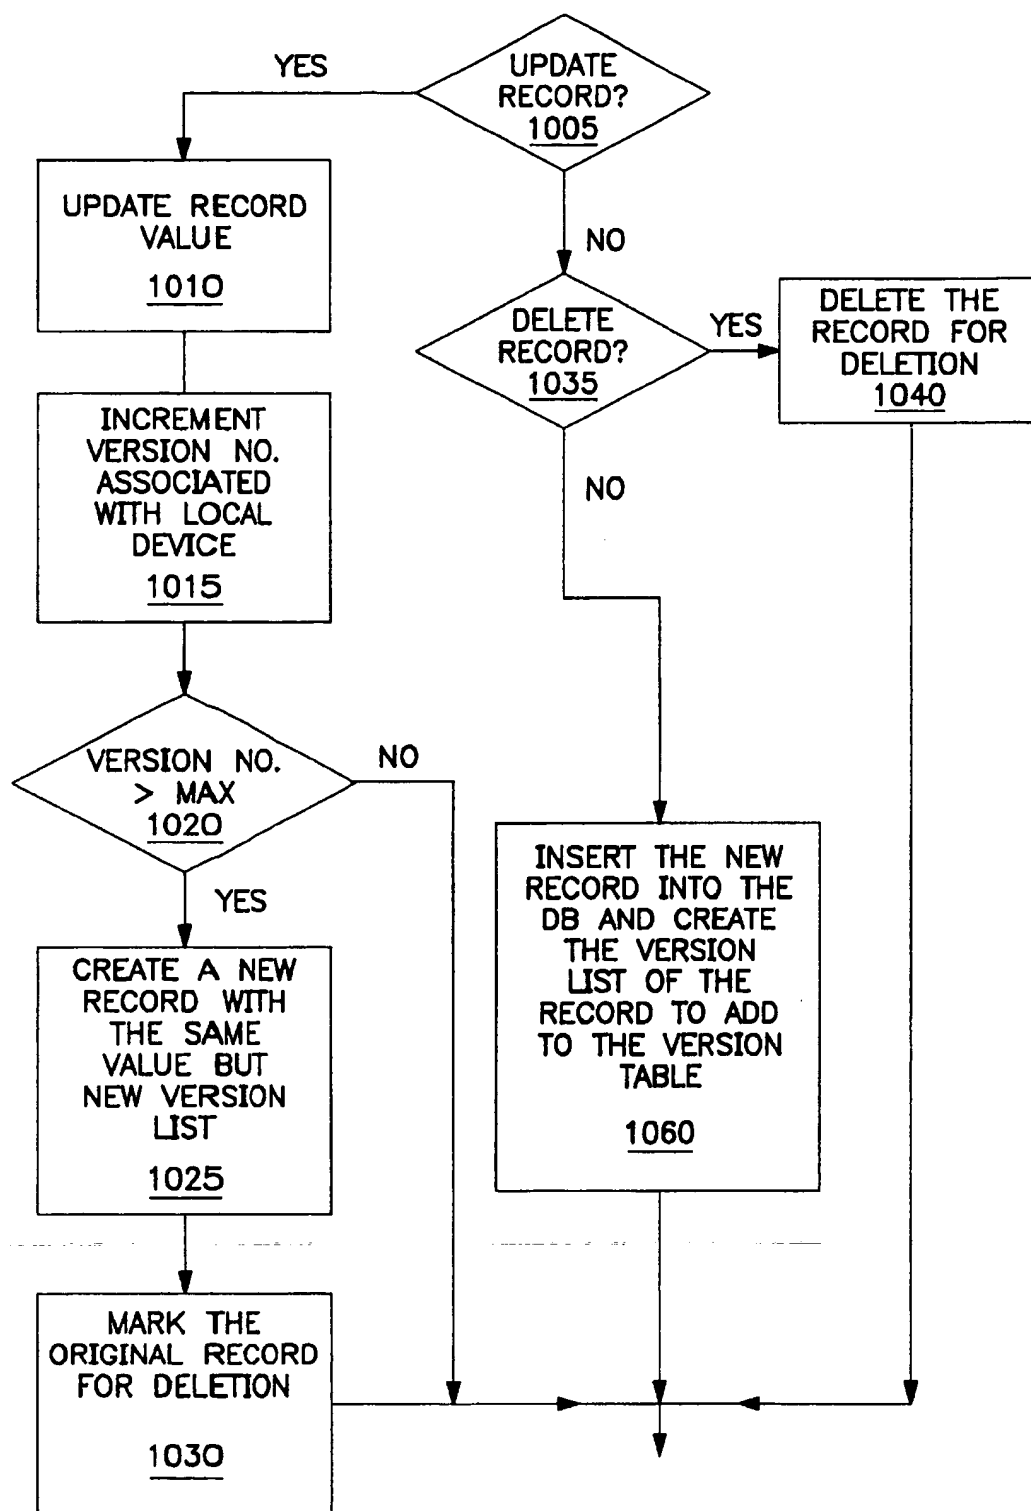 YES
UPDATE
RECORD?
1005
UPDATE RECORD
VALUE
1010
NO
DELETE
RECORD?
1035
YES
DELETE THE
RECORD FOR
DELETION
1040
INCREMENT
VERSION NO.
ASSOCIATED
WITH LOCAL
DEVICE
1015
NO
VERSION NO.
> MAX
1020
NO
YES
INSERT THE NEW
RECORD INTO THE
DB AND CREATE
THE VERSION
LIST OF THE
RECORD TO ADD
TO THE VERSION
TABLE
1060
CREATE A NEW
RECORD WITH
THE SAME
VALUE BUT
NEW VERSION
LIST
1025
MARK THE
ORIGINAL RECORD
FOR DELETION
1030